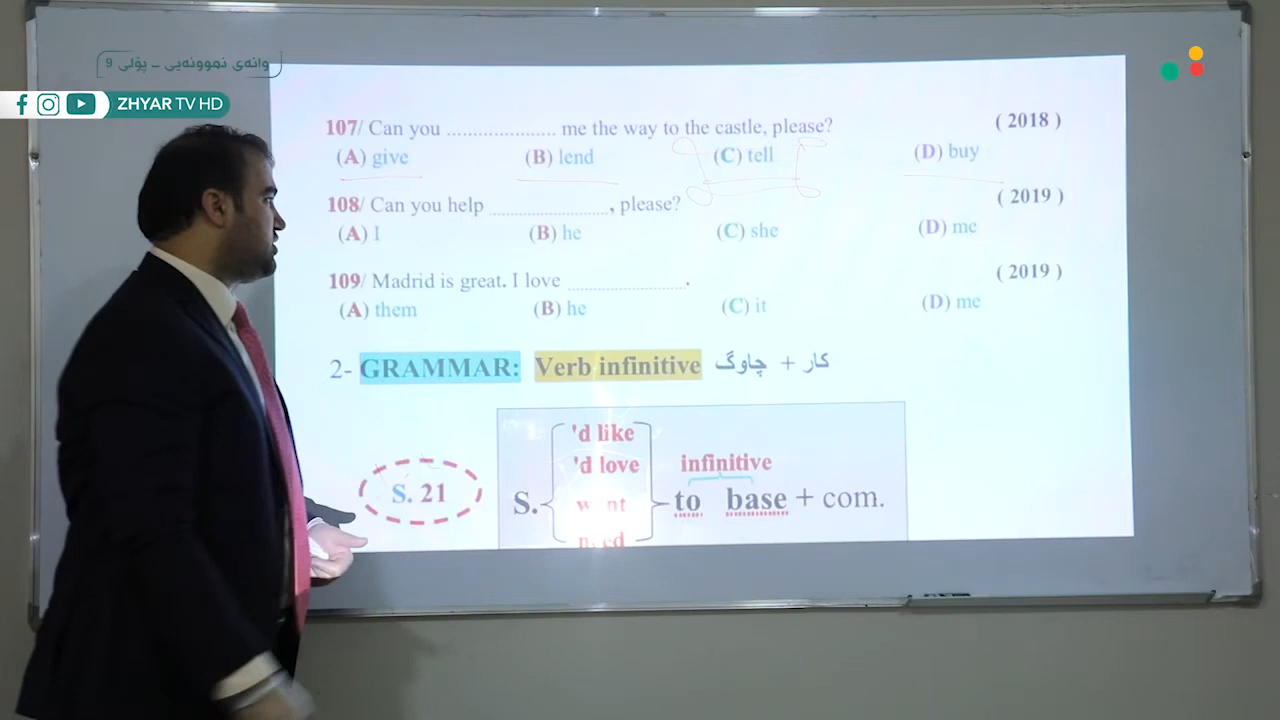 وانەی نموونەیی – پۆلی 9
ZHYAR TV HD
107/ Can you .................... me the way to the castle, please? ( 2018 )
(A) give (B) lend (C) tell (D) buy
108/ Can you help ......................, please? ( 2019 )
(A) I (B) he (C) she (D) me
109/ Madrid is great. I love ...................... . ( 2019 )
(A) them (B) he (C) it (D) me
2- GRAMMAR: Verb infinitive کار + چاوگ
'd like
'd love infinitive
S. 21 S. want to base + com.
need